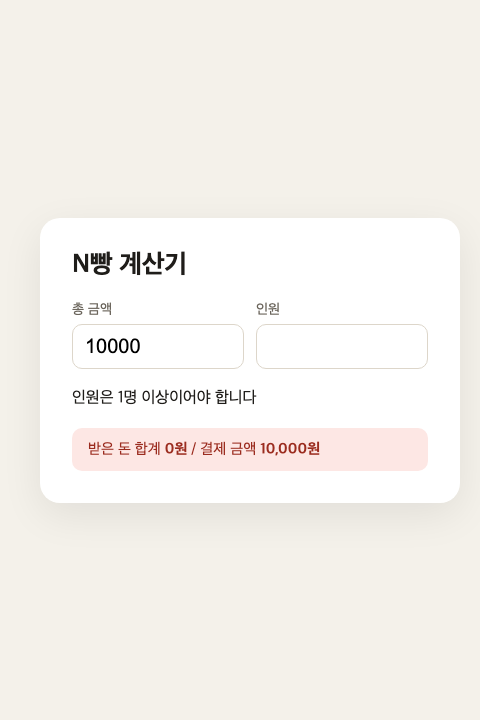 N빵 계산기
총 금액 인원
10000
인원은 1명 이상이어야 합니다
받은 돈 합계 0원 / 결제 금액 10,000원